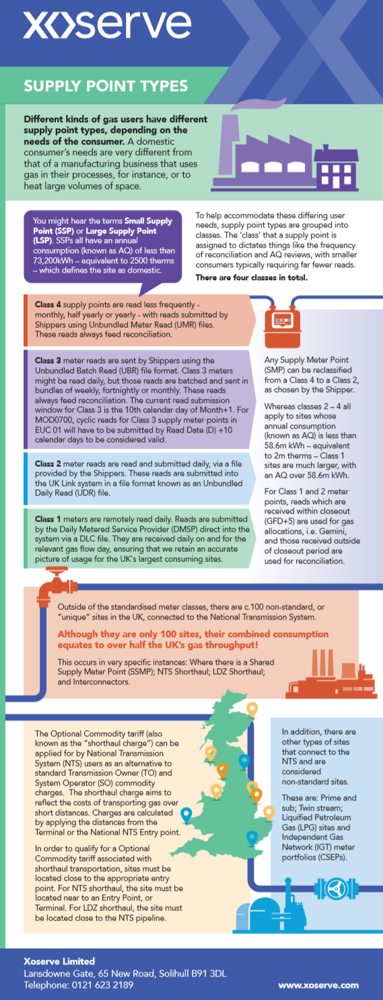 xoserve
SUPPLY POINT TYPES
Different kinds of gas users have different
supply point types, depending on the
needs of the consumer. A domestic
consumer's needs are very different from
that of a manufacturing business that uses
gas in their processes, for instance, or to
heat large volumes of space.
You might hear the terms Small Supply
Point (SSP) or Large Supply Point
(LSP). SSPs all have an annual
consumption (known as AQ) of less than
73,200kWh – equivalent to 2500 therms
– which defines the site as domestic.
To help accommodate these differing user
needs, supply point types are grouped into
classes. The 'class' that a supply point is
assigned to dictates things like the frequency
of reconciliation and AQ reviews, with smaller
consumers typically requiring far fewer reads.
There are four classes in total.
Class 4 supply points are read less frequently -
monthly, half yearly or yearly - with reads submitted by
Shippers using Unbundled Meter Read (UMR) files.
These reads always feed reconciliation.
Class 3 meter reads are sent by Shippers using the
Unbundled Batch Read (UBR) file format. Class 3 meters
might be read daily, but those reads are batched and sent in
bundles of weekly, fortnightly or monthly. These reads
always feed reconciliation. The current read submission
window for Class 3 is the 10th calendar day of Month+1. For
MOD0700, cyclic reads for Class 3 supply meter points in
EUC 01 will have to be submitted by Read Date (D) +10
calendar days to be considered valid.
Class 2 meter reads are read and submitted daily, via a file
provided by the Shippers. These reads are submitted into
the UK Link system in a file format known as an Unbundled
Daily Read (UDR) file.
Class 1 meters are remotely read daily. Reads are submitted
by the Daily Metered Service Provider (DMSP) direct into the
system via a DLC file. They are received daily on and for the
relevant gas flow day, ensuring that we retain an accurate
picture of usage for the UK's largest consuming sites.
Any Supply Meter Point
(SMP) can be reclassified
from a Class 4 to a Class 2,
as chosen by the Shipper.
Whereas classes 2 – 4 all
apply to sites whose
annual consumption
(known as AQ) is less than
58.6m kWh – equivalent
to 2m therms – Class 1
sites are much larger, with
an AQ over 58.6m kWh.
For Class 1 and 2 meter
points, reads which are
received within closeout
(GFD+5) are used for gas
allocations, i.e. Gemini,
and those received outside
of closeout period are
used for reconciliation.
Outside of the standardised meter classes, there are c.100 non-standard, or
"unique" sites in the UK, connected to the National Transmission System.
Although they are only 100 sites, their combined consumption
equates to over half the UK's gas throughput!
This occurs in very specific instances: Where there is a Shared
Supply Meter Point (SSMP); NTS Shorthaul; LDZ Shorthaul;
and Interconnectors.
The Optional Commodity tariff (also
known as the "shorthaul charge") can be
applied for by National Transmission
System (NTS) users as an alternative to
standard Transmission Owner (TO) and
System Operator (SO) commodity
charges. The shorthaul charge aims to
reflect the costs of transporting gas over
short distances. Charges are calculated
by applying the distances from the
Terminal or the National NTS Entry point.
In order to qualify for a Optional
Commodity tariff associated with
shorthaul transportation, sites must be
located close to the appropriate entry
point. For NTS shorthaul, the site must be
located near to an Entry Point, or
Terminal. For LDZ shorthaul, the site must
be located close to the NTS pipeline.
In addition, there are
other types of sites
that connect to the
NTS and are
considered
non-standard sites.
These are: Prime and
sub; Twin stream;
Liquified Petroleum
Gas (LPG) sites and
Independent Gas
Network (IGT) meter
portfolios (CSEPs).
Xoserve Limited
Lansdowne Gate, 65 New Road, Solihull B91 3DL
Telephone: 0121 623 2189
www.xoserve.com